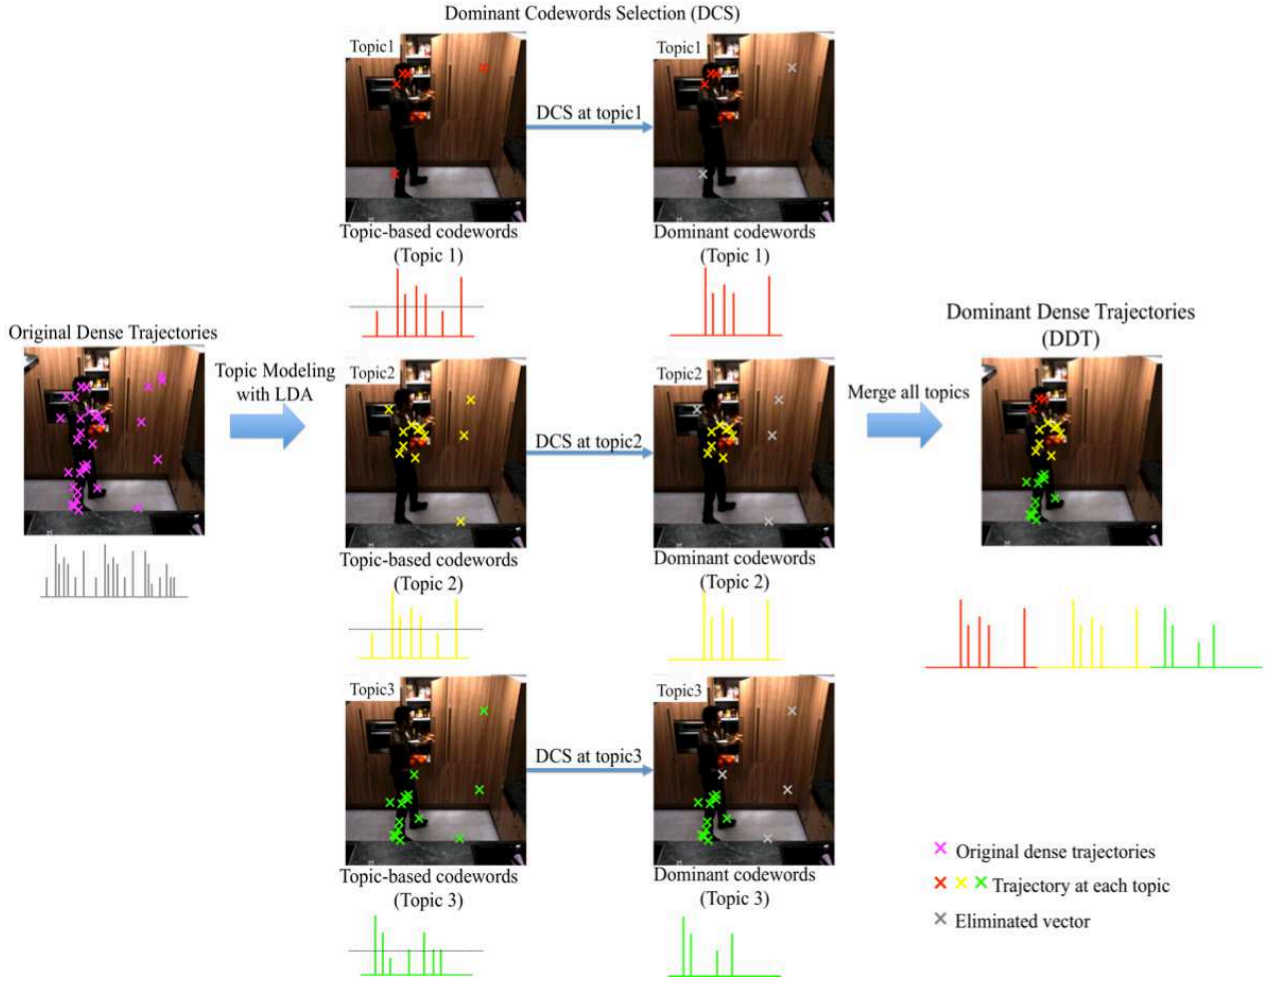 Dominant Codewords Selection (DCS)
Topic1
Topic1
DCS at topic1
Topic-based codewords
(Topic 1)
Dominant codewords
(Topic 1)
Original Dense Trajectories
Topic Modeling
with LDA
Topic2
Topic2
DCS at topic2
Topic-based codewords
(Topic 2)
Dominant codewords
(Topic 2)
Merge all topics
Dominant Dense Trajectories
(DDT)
Topic3
Topic3
DCS at topic3
Topic-based codewords
(Topic 3)
Dominant codewords
(Topic 3)
Original dense trajectories
Trajectory at each topic
Eliminated vector